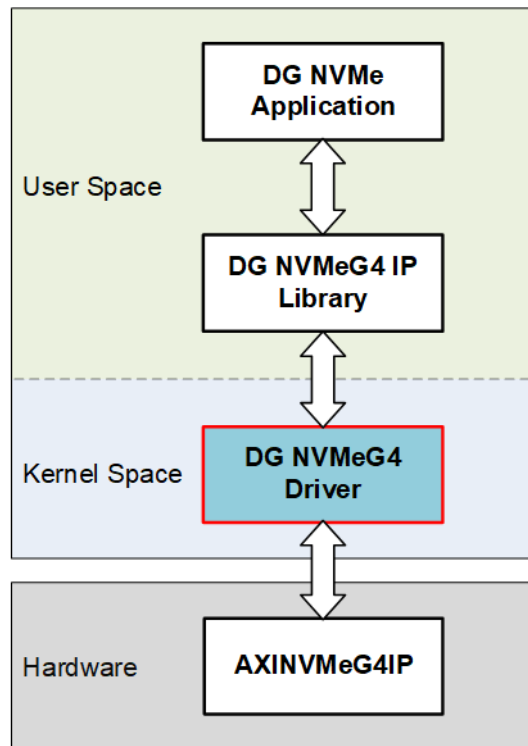 DG NVMe
Application
User Space
DG NVMeG4 IP
Library
DG NVMeG4
Driver
Kernel Space
Hardware
AXINVMeG4IP